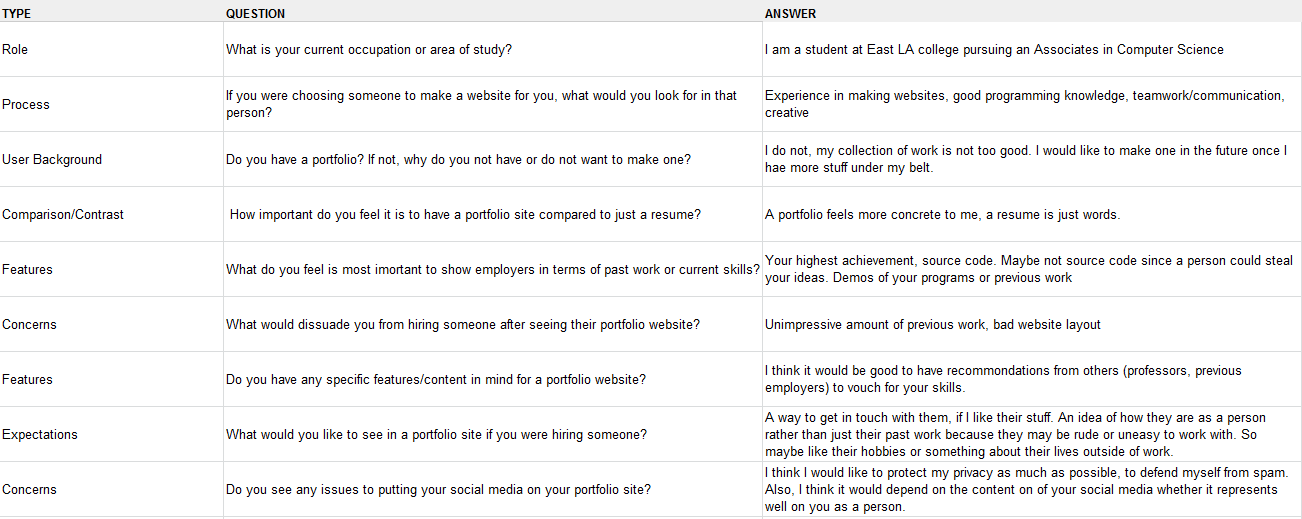 TYPE QUESTION ANSWER
Role What is your current occupation or area of study? I am a student at East LA college pursuing an Associates in Computer Science
Process If you were choosing someone to make a website for you, what would you look for in that
person? Experience in making websites, good programming knowledge, teamwork/communication,
creative
User Background Do you have a portfolio? If not, why do you not have or do not want to make one? I do not, my collection of work is not too good. I would like to make one in the future once I
hae more stuff under my belt.
Comparison/Contrast How important do you feel it is to have a portfolio site compared to just a resume? A portfolio feels more concrete to me, a resume is just words.
Features What do you feel is most imortant to show employers in terms of past work or current skills? Your highest achievement, source code. Maybe not source code since a person could steal
your ideas. Demos of your programs or previous work
Concerns What would dissuade you from hiring someone after seeing their portfolio website? Unimpressive amount of previous work, bad website layout
Features Do you have any specific features/content in mind for a portfolio website? I think it would be good to have recommondations from others (professors, previous
employers) to vouch for your skills.
Expectations What would you like to see in a portfolio site if you were hiring someone? A way to get in touch with them, if I like their stuff. An idea of how they are as a person
rather than just their past work because they may be rude or uneasy to work with. So
maybe like their hobbies or something about their lives outside of work.
Concerns Do you see any issues to putting your social media on your portfolio site? I think I would like to protect my privacy as much as possible, to defend myself from spam.
Also, I think it would depend on the content on of your social media whether it represents
well on you as a person.